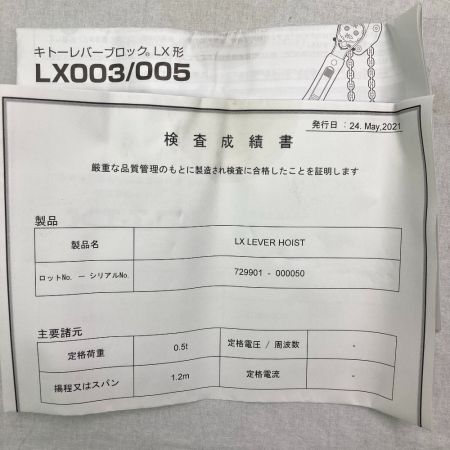 キトーレバーブロック® LX形
LX003/005
発行日 : 24. May,2021
検査成績書
厳重な品質管理のもとに製造され検査に合格したことを証明します
製品
製品名 LX LEVER HOIST
ロットNo. ー シリアルNo. 729901 - 000050
主要諸元
定格荷重 0.5t 定格電圧 / 周波数 -
揚程又はスパン 1.2m 定格電流 -